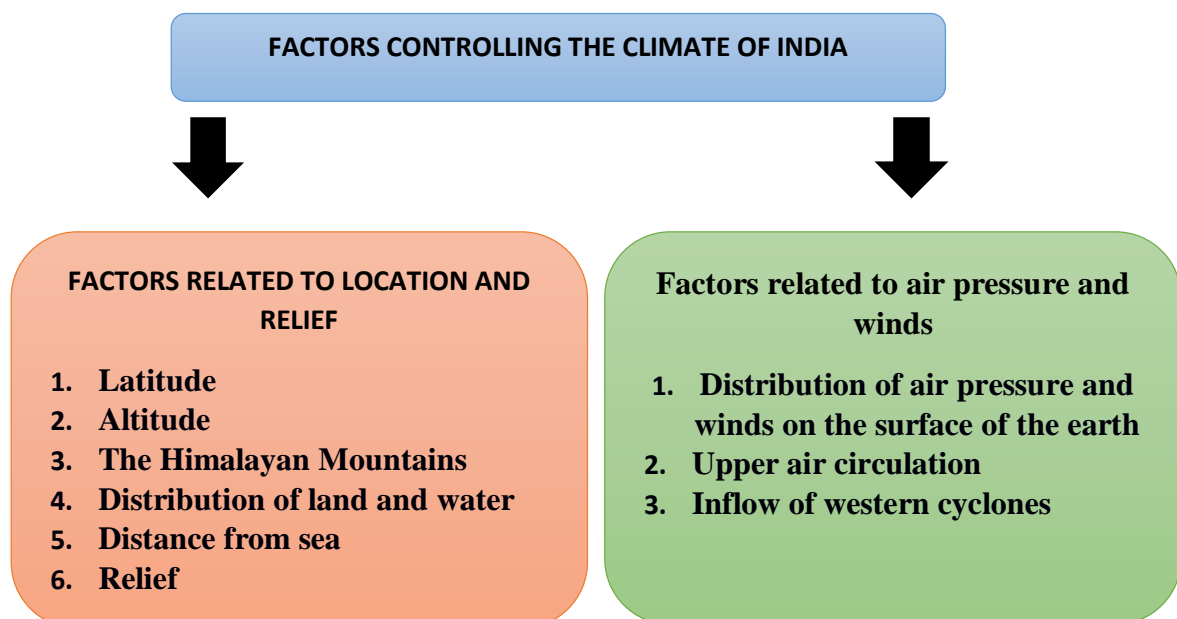 FACTORS CONTROLLING THE CLIMATE OF INDIA
FACTORS RELATED TO LOCATION AND
RELIEF
1. Latitude
2. Altitude
3. The Himalayan Mountains
4. Distribution of land and water
5. Distance from sea
6. Relief
Factors related to air pressure and
winds
1. Distribution of air pressure and
winds on the surface of the earth
2. Upper air circulation
3. Inflow of western cyclones